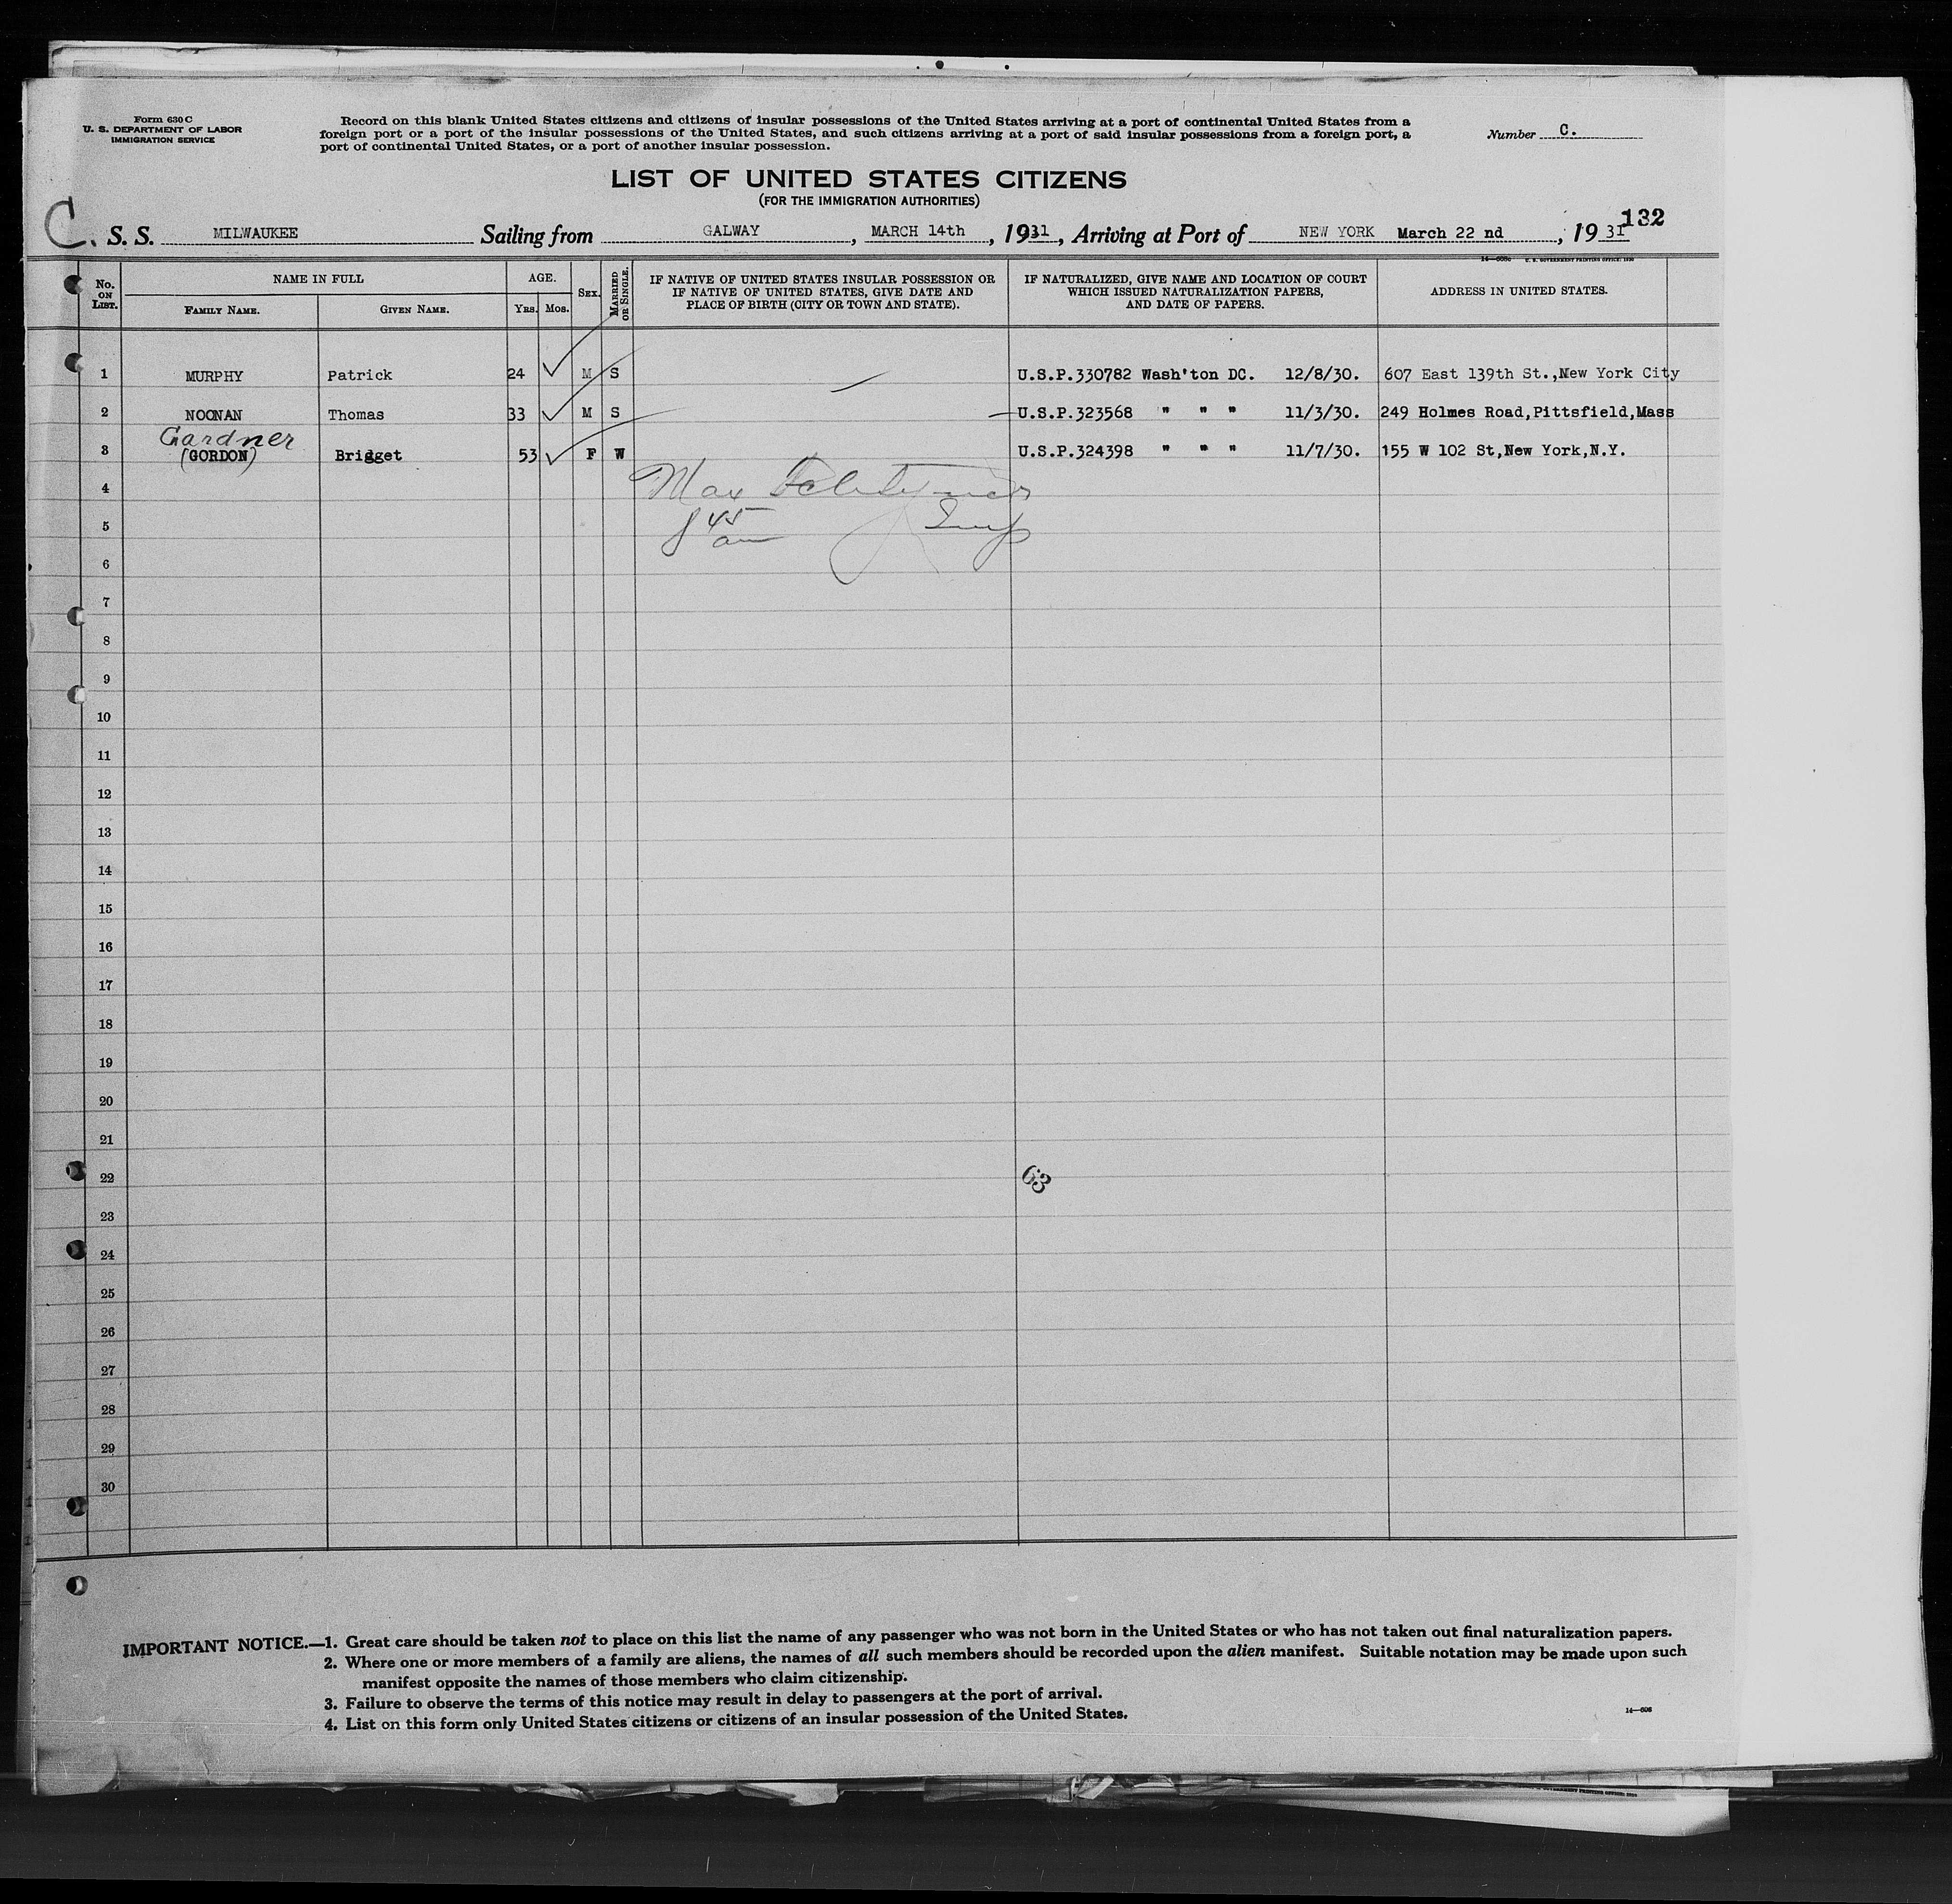 Form 630 C
U. S. DEPARTMENT OF LABOR
IMMIGRATION SERVICE
Record on this blank United States citizens and citizens of insular possessions of the United States arriving at a port of continental United States from a
foreign port or a port of the insular possessions of the United States, and such citizens arriving at a port of said insular possessions from a foreign port, a
port of continental United States, or a port of another insular possession.
Number C.
LIST OF UNITED STATES CITIZENS
(FOR THE IMMIGRATION AUTHORITIES)
132
C. S. S. MILWAUKEE Sailing from GALWAY, MARCH 14th, 1931, Arriving at Port of NEW YORK March 22 nd, 1931
14—608c U. S. GOVERNMENT PRINTING OFFICE: 1930
No. ON LIST. NAME IN FULL FAMILY NAME. GIVEN NAME. AGE. YRS. MOS. SEX. MARRIED OR SINGLE. IF NATIVE OF UNITED STATES INSULAR POSSESSION OR IF NATIVE OF UNITED STATES, GIVE DATE AND PLACE OF BIRTH (CITY OR TOWN AND STATE). IF NATURALIZED, GIVE NAME AND LOCATION OF COURT WHICH ISSUED NATURALIZATION PAPERS, AND DATE OF PAPERS. ADDRESS IN UNITED STATES.
1 MURPHY Patrick 24 M S U.S.P.330782 Wash'ton DC. 12/8/30. 607 East 139th St.,New York City
2 NOONAN Thomas 33 M S U.S.P.323568 " " " 11/3/30. 249 Holmes Road,Pittsfield,Mass
Gardner
3 (GORDON) Bridget 53 F W U.S.P.324398 " " " 11/7/30. 155 W 102 St,New York,N.Y.
4 Max
5 8 45 Insp
am
6
7
8
9
10
11
12
13
14
15
16
17
18
19
20
21
22 63
23
24
25
26
27
28
29
30
IMPORTANT NOTICE.—1. Great care should be taken not to place on this list the name of any passenger who was not born in the United States or who has not taken out final naturalization papers.
2. Where one or more members of a family are aliens, the names of all such members should be recorded upon the alien manifest. Suitable notation may be made upon such
manifest opposite the names of those members who claim citizenship.
3. Failure to observe the terms of this notice may result in delay to passengers at the port of arrival.
4. List on this form only United States citizens or citizens of an insular possession of the United States.
14—608